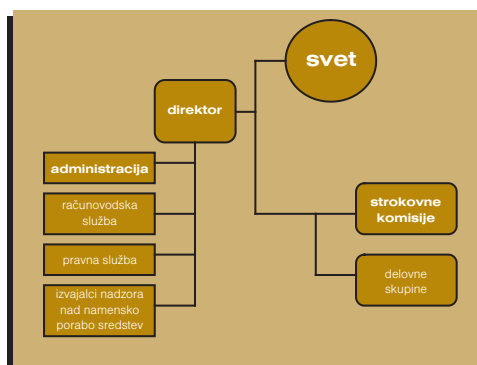 svet
direktor
administracija
računovodska
služba
pravna služba
izvajalci nadzora
nad namensko
porabo sredstev
strokovne
komisije
delovne
skupine